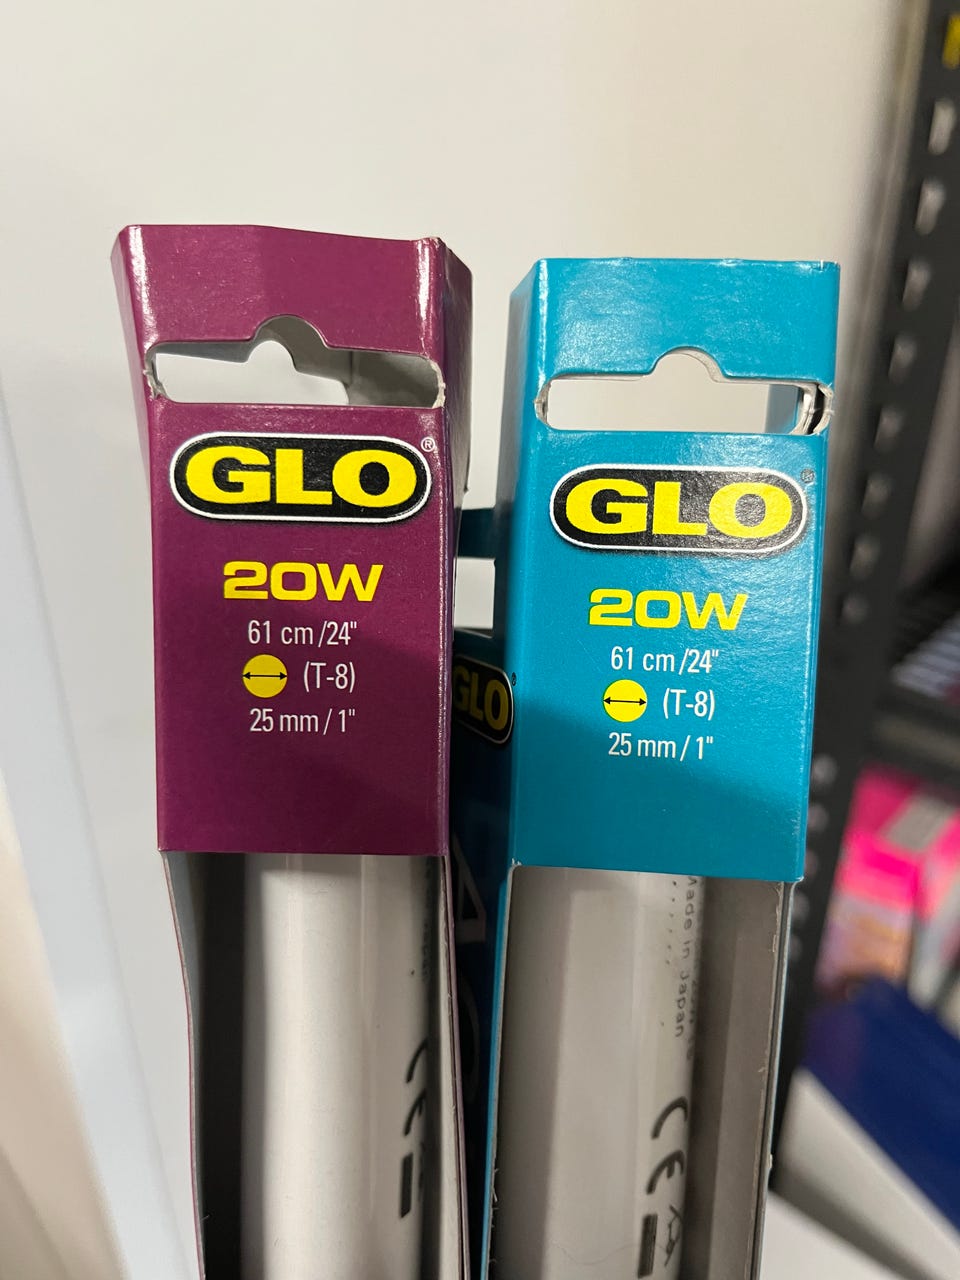 GLO®
20W
61 cm /24"
(T-8)
25 mm / 1"
GLO®
20W
61 cm /24"
(T-8)
25 mm / 1"
GLO
CE
Made in Japan
CE